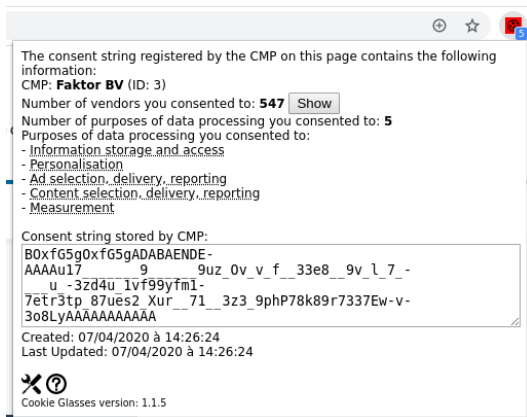 5
The consent string registered by the CMP on this page contains the following
information:
CMP: Faktor BV (ID: 3)
Number of vendors you consented to: 547 Show
Number of purposes of data processing you consented to: 5
Purposes of data processing you consented to:
- Information storage and access
- Personalisation
- Ad selection, delivery, reporting
- Content selection, delivery, reporting
- Measurement
Consent string stored by CMP:
BOxfG5gOxfG5gADABAENDE-
AAAAu17_______9______9uz_Ov_v_f__33e8__9v_l_7_-
___u_-3zd4u_1vf99yfm1-
7etr3tp_87ues2_Xur__71__3z3_9phP78k89r7337Ew-v-
3o8LyAAAAAAAAAAA
Created: 07/04/2020 à 14:26:24
Last Updated: 07/04/2020 à 14:26:24
Cookie Glasses version: 1.1.5